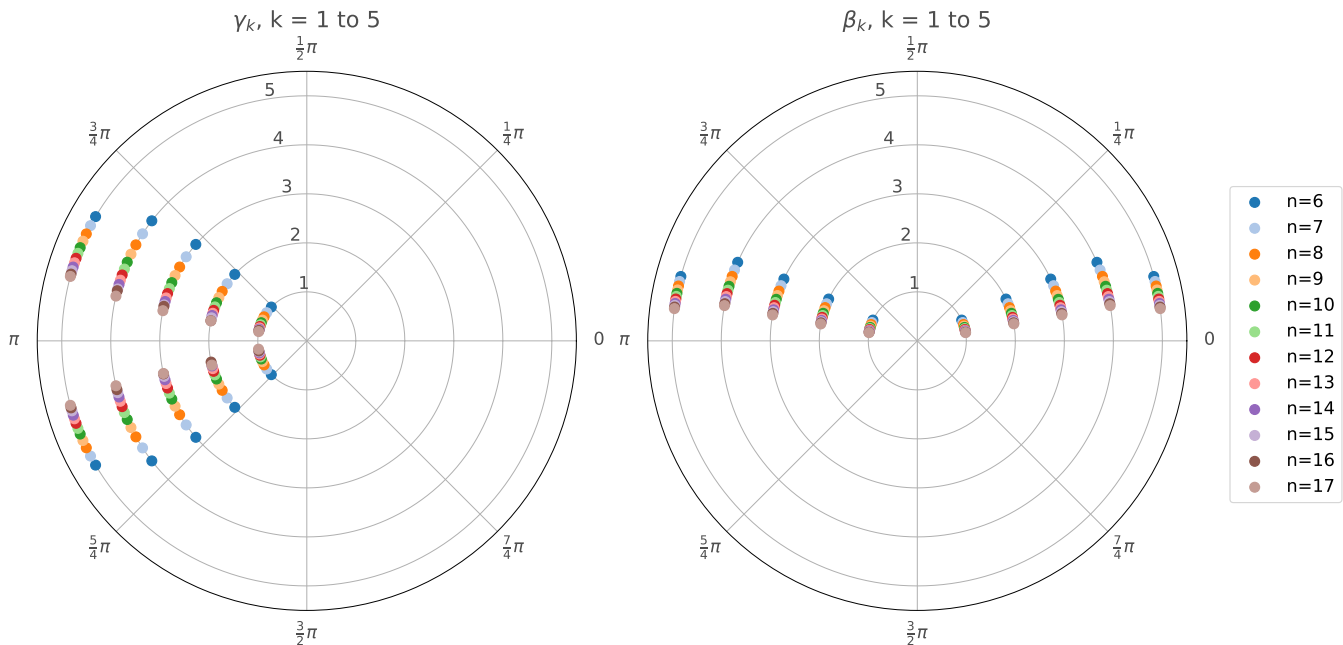 γₖ, k = 1 to 5
½π
¾π
¼π
5
4
3
2
1
π
0
5/4π
7/4π
3/2π
βₖ, k = 1 to 5
½π
¾π
¼π
5
4
3
2
1
π
0
5/4π
7/4π
3/2π
n=6
n=7
n=8
n=9
n=10
n=11
n=12
n=13
n=14
n=15
n=16
n=17